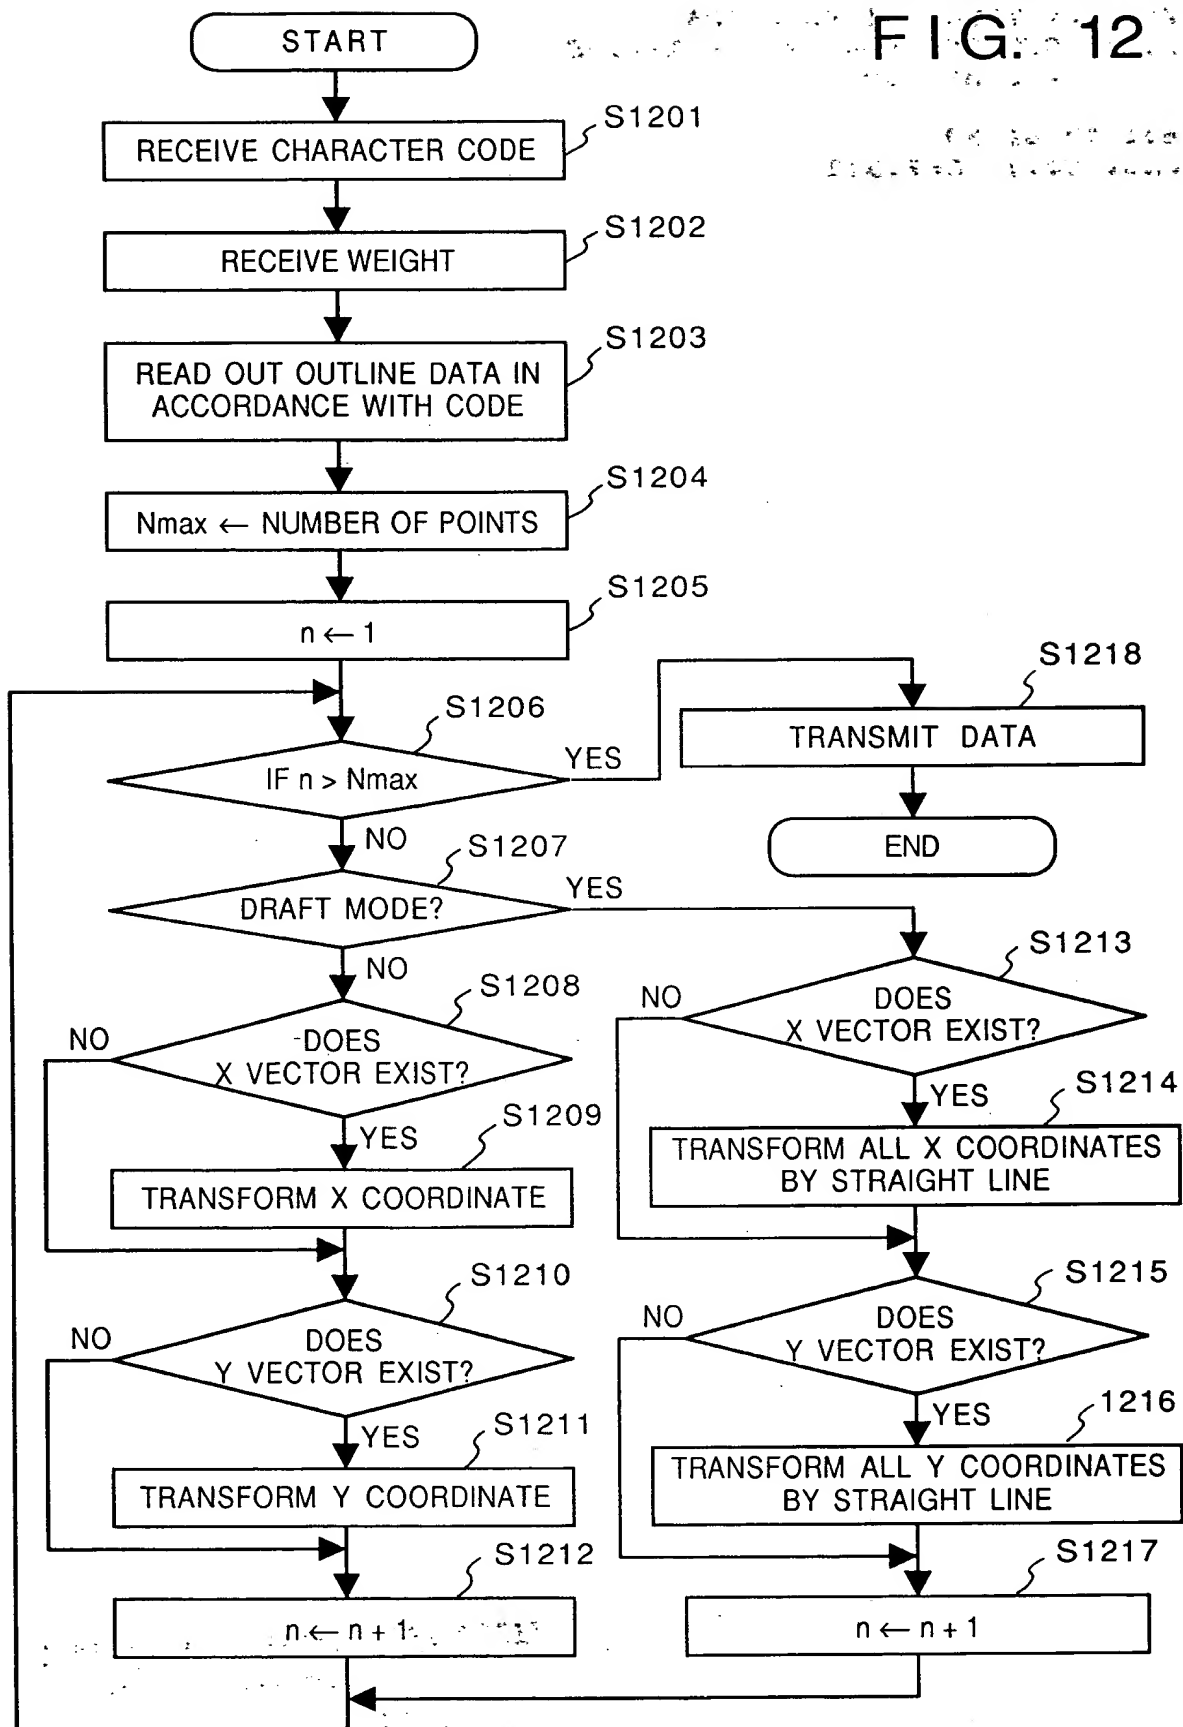 FIG. 12
START
S1201
RECEIVE CHARACTER CODE
S1202
RECEIVE WEIGHT
S1203
READ OUT OUTLINE DATA IN
ACCORDANCE WITH CODE
S1204
Nmax ← NUMBER OF POINTS
S1205
n ← 1
S1206
IF n > Nmax
YES
S1218
TRANSMIT DATA
END
NO
S1207
DRAFT MODE?
YES
NO
S1208
DOES
X VECTOR EXIST?
NO
YES
S1209
TRANSFORM X COORDINATE
S1210
DOES
Y VECTOR EXIST?
NO
YES
S1211
TRANSFORM Y COORDINATE
S1212
n ← n + 1
S1213
DOES
X VECTOR EXIST?
NO
YES
S1214
TRANSFORM ALL X COORDINATES
BY STRAIGHT LINE
S1215
DOES
Y VECTOR EXIST?
NO
YES
1216
TRANSFORM ALL Y COORDINATES
BY STRAIGHT LINE
S1217
n ← n + 1